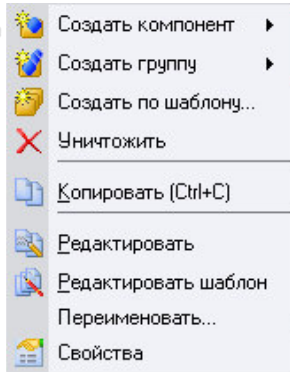 Создать компонент
Создать группу
Создать по шаблону...
Уничтожить
Копировать (Ctrl+C)
Редактировать
Редактировать шаблон
Переименовать...
Свойства